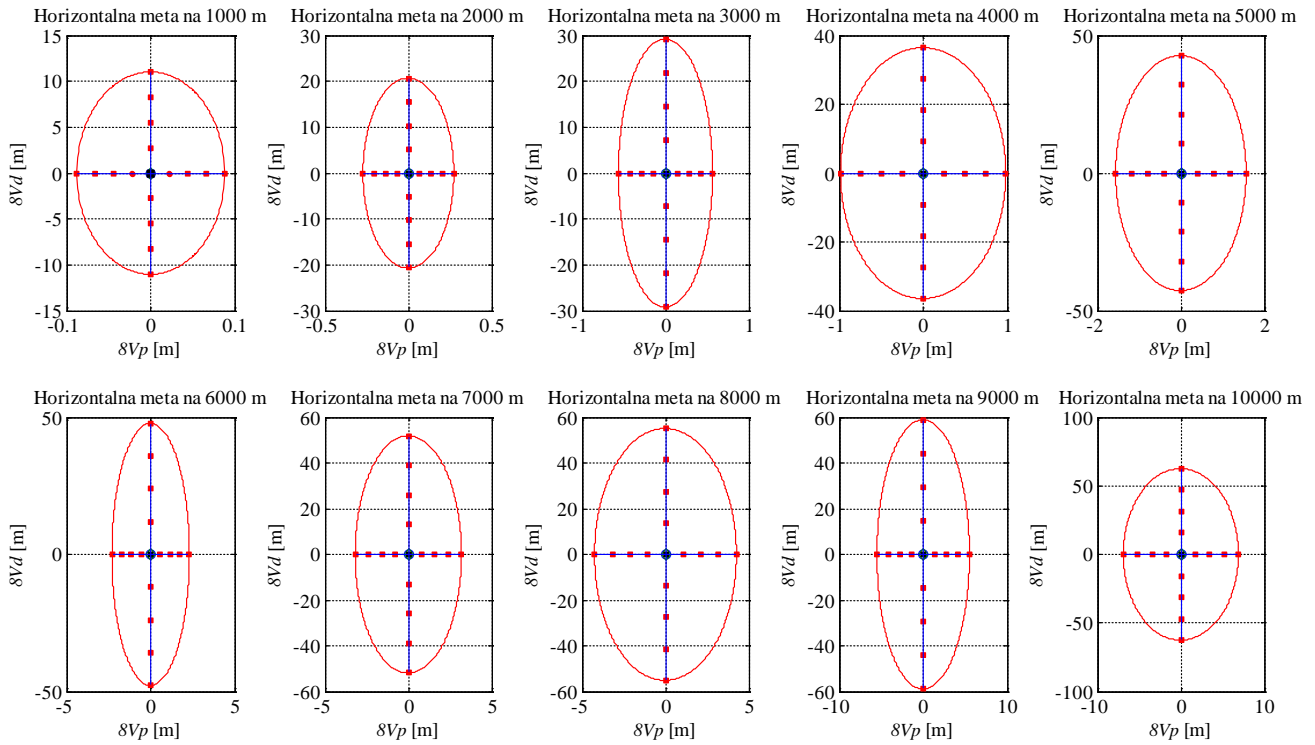 Horizontalna meta na 1000 m
Horizontalna meta na 2000 m
Horizontalna meta na 3000 m
Horizontalna meta na 4000 m
Horizontalna meta na 5000 m
15
10
5
0
-5
-10
-15
-0.1
0
0.1
8Vd [m]
8Vp [m]
30
20
10
0
-10
-20
-30
-0.5
0
0.5
8Vd [m]
8Vp [m]
30
20
10
0
-10
-20
-30
-1
0
1
8Vd [m]
8Vp [m]
40
20
0
-20
-40
-1
0
1
8Vd [m]
8Vp [m]
50
0
-50
-2
0
2
8Vd [m]
8Vp [m]
Horizontalna meta na 6000 m
Horizontalna meta na 7000 m
Horizontalna meta na 8000 m
Horizontalna meta na 9000 m
Horizontalna meta na 10000 m
50
0
-50
-5
0
5
8Vd [m]
8Vp [m]
60
40
20
0
-20
-40
-60
-5
0
5
8Vd [m]
8Vp [m]
60
40
20
0
-20
-40
-60
-5
0
5
8Vd [m]
8Vp [m]
60
40
20
0
-20
-40
-60
-10
0
10
8Vd [m]
8Vp [m]
100
50
0
-50
-100
-10
0
10
8Vd [m]
8Vp [m]